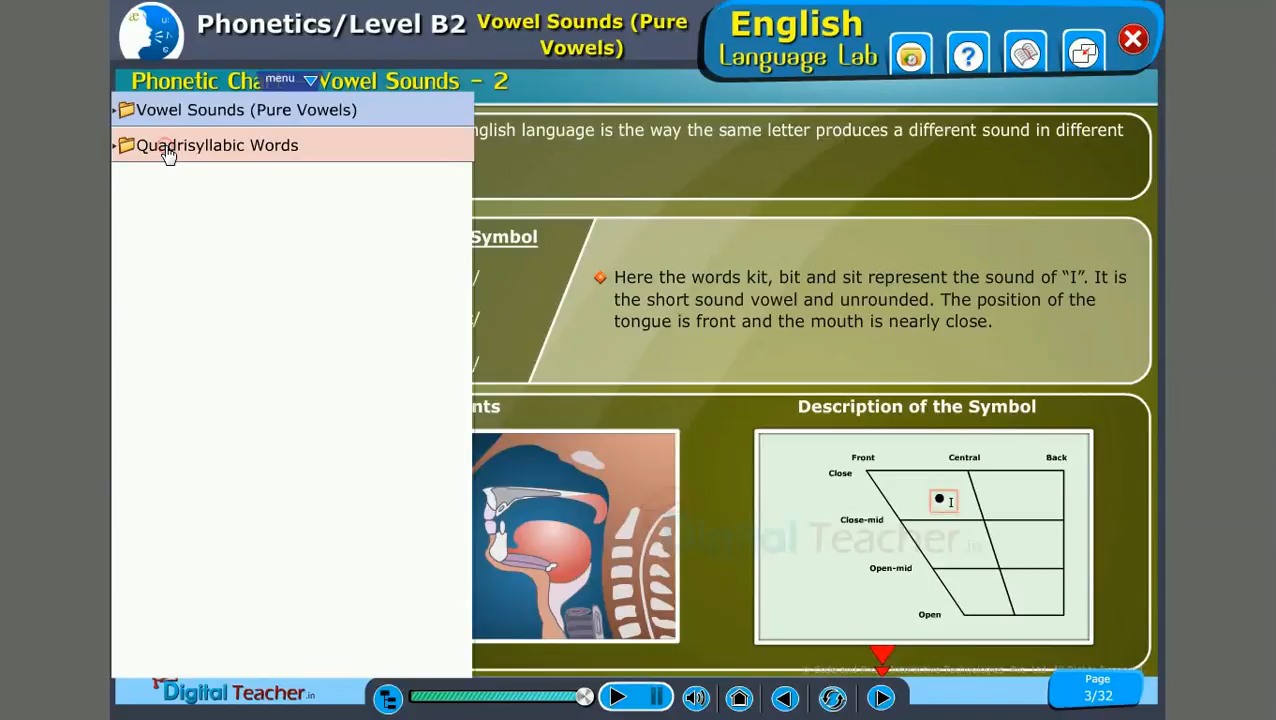 Phonetics/Level B2
Vowel Sounds (Pure
Vowels)
English
Language Lab
Phonetic Cha
menu
Vowel Sounds - 2
Vowel Sounds (Pure Vowels)
Quadrisyllabic Words
nglish language is the way the same letter produces a different sound in different
Symbol
/
/
/
Here the words kit, bit and sit represent the sound of “I”. It is
the short sound vowel and unrounded. The position of the
tongue is front and the mouth is nearly close.
nts
Description of the Symbol
Front
Central
Back
Close
I
Close-mid
Open-mid
Open
Digital Teacher.in
Digital Teacher.in
Page
3/32